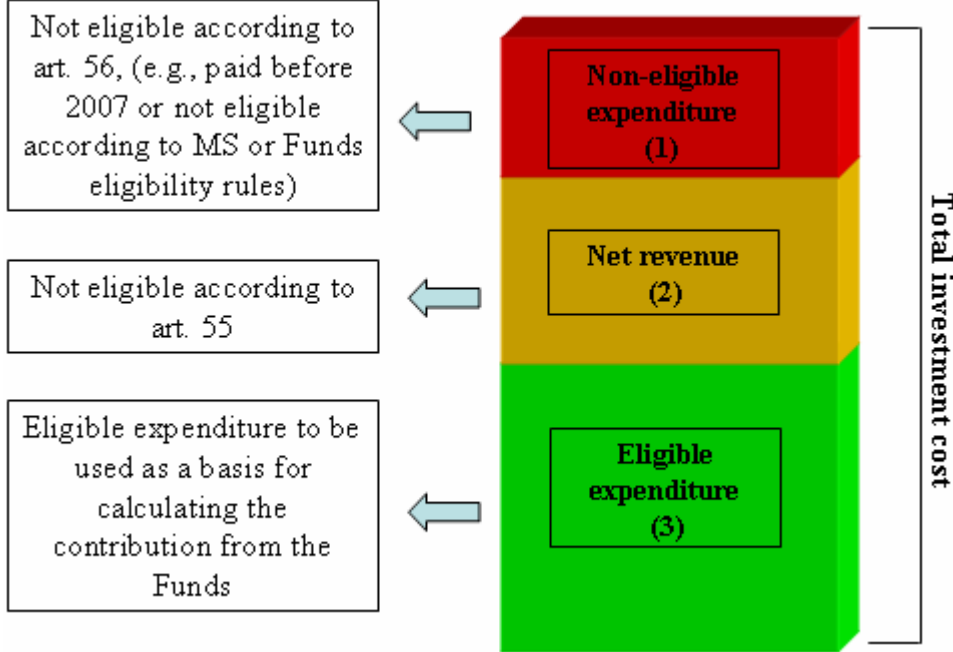 Not eligible according to
art. 56, (e.g., paid before
2007 or not eligible
according to MS or Funds
eligibility rules)
Non-eligible
expenditure
(1)
Not eligible according to
art. 55
Net revenue
(2)
Eligible expenditure to be
used as a basis for
calculating the
contribution from the
Funds
Eligible
expenditure
(3)
Total investment cost